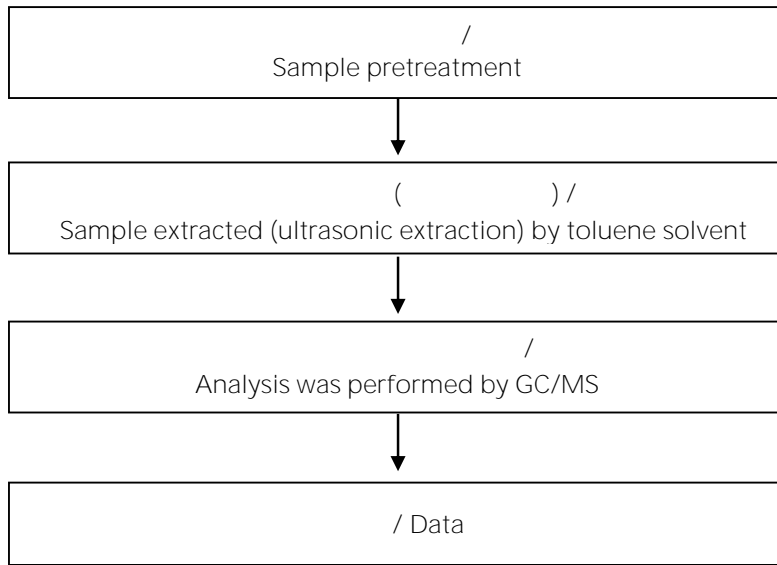 /
Sample pretreatment
( ) /
Sample extracted (ultrasonic extraction) by toluene solvent
/
Analysis was performed by GC/MS
/ Data